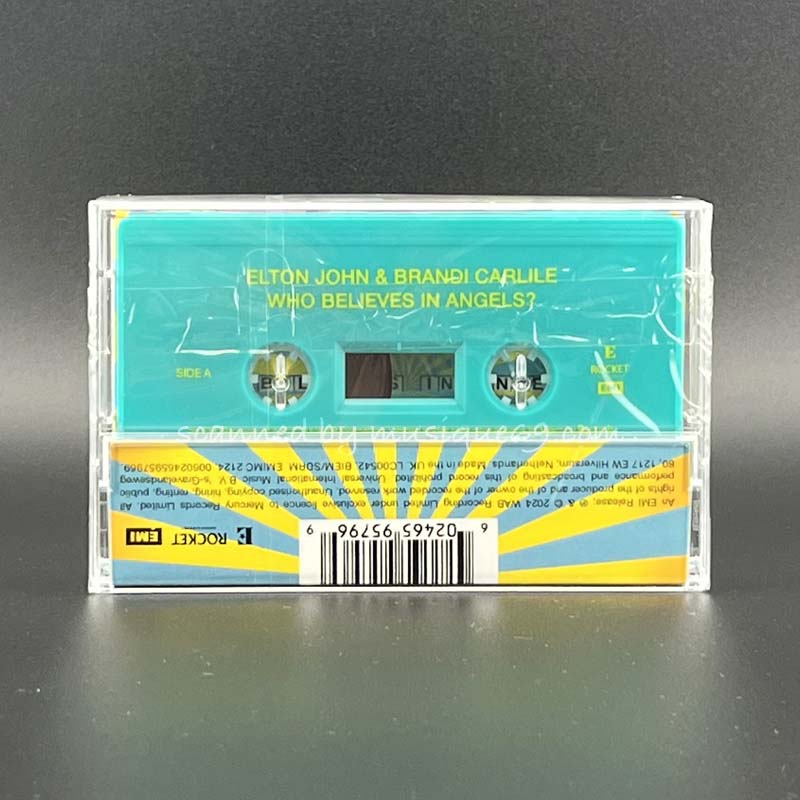 ELTON JOHN & BRANDI CARLILE
WHO BELIEVES IN ANGELS?
SIDE A
E
ROCKET
EMI
scanned by musique69.com
An EMI Release; ℗ & © 2024 WAB Recording Limited under exclusive licence to Mercury Records Limited. All
rights of the producer and of the owner of the recorded work reserved. Unauthorised copying, hiring, renting, public
performance and broadcasting of this record prohibited. Universal International Music B.V. 's-Gravelandseweg
80, 1217 EW Hilversum, Netherlands. Made in the UK. LC00542. BIEM/SDRM EMIMC 2124 00602465957969
E ROCKET
EMI
6 02465 95796 9